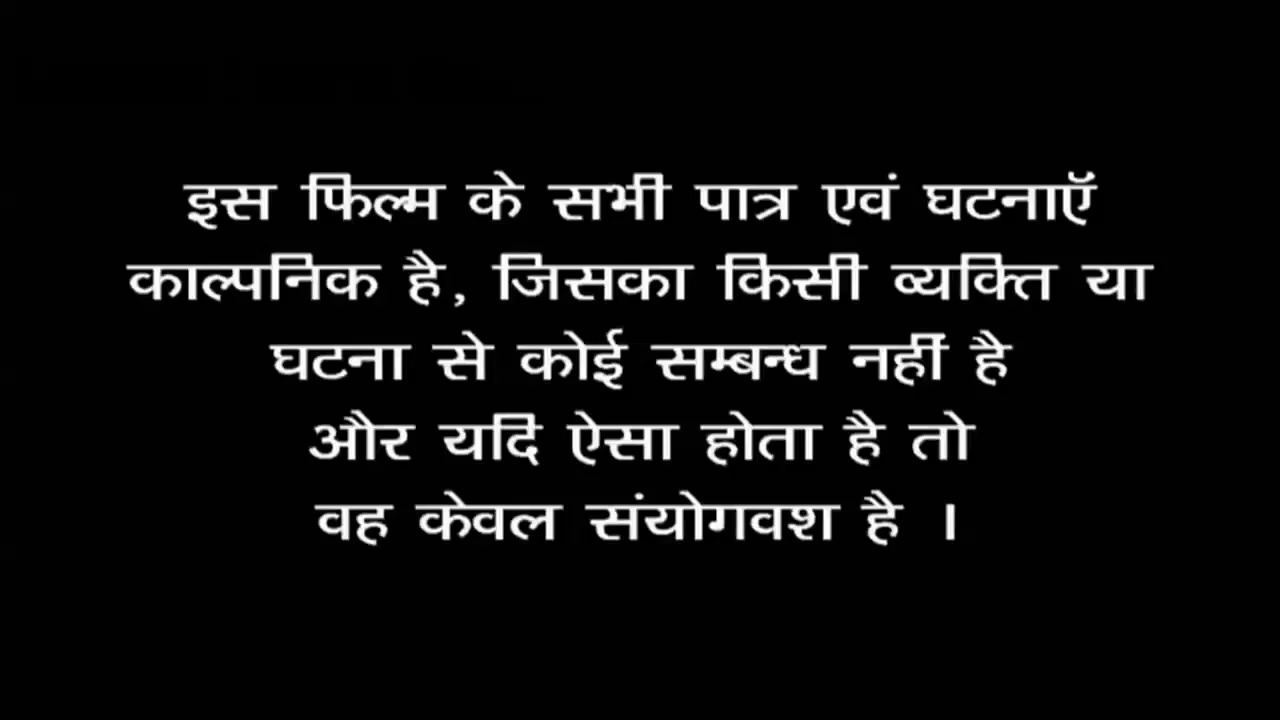 इस फिल्म के सभी पात्र एवं घटनाएॅ
काल्पनिक है, जिसका किसी व्यक्ति या
घटना से कोई सम्बन्ध नहीं है
और यदि ऐसा होता है तो
वह केवल संयोगवश है ।